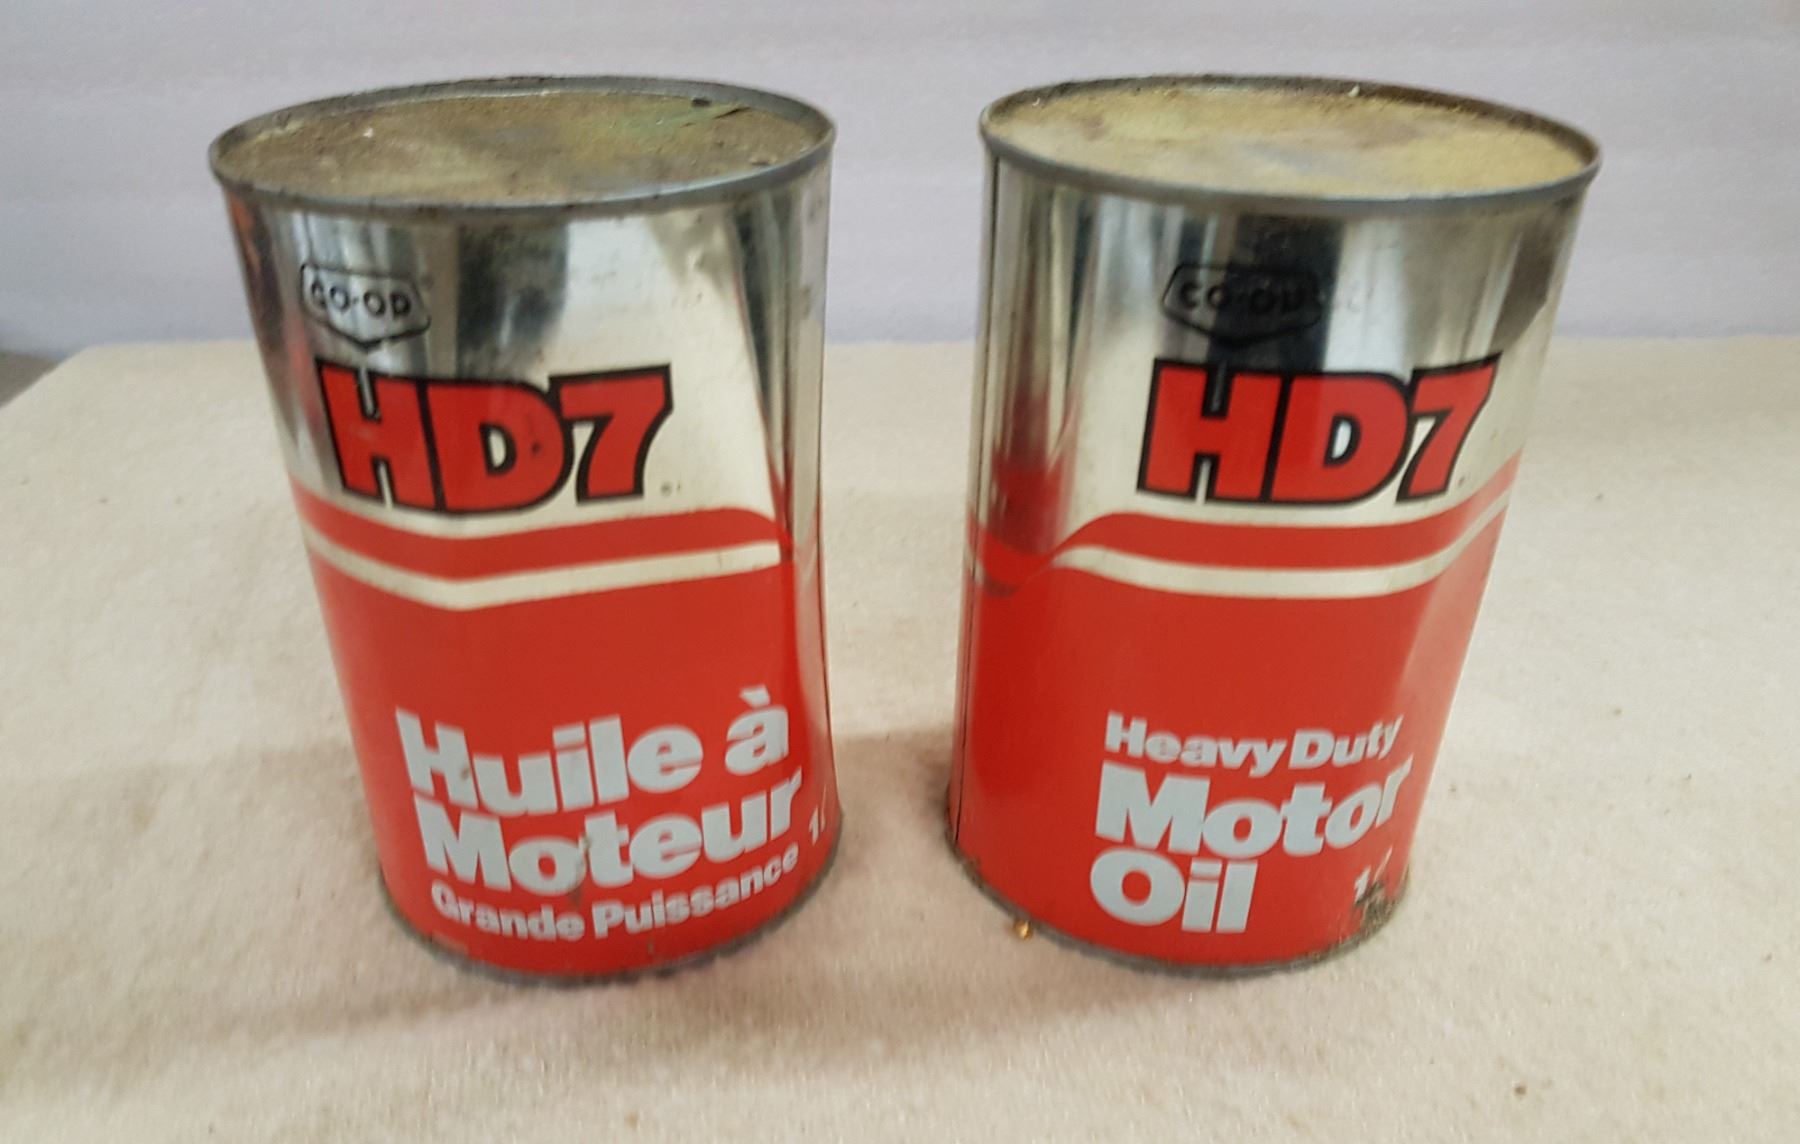 CO-OP
HD7
Huile à
Moteur
Grande Puissance
CO-OP
HD7
Heavy Duty
Motor
Oil